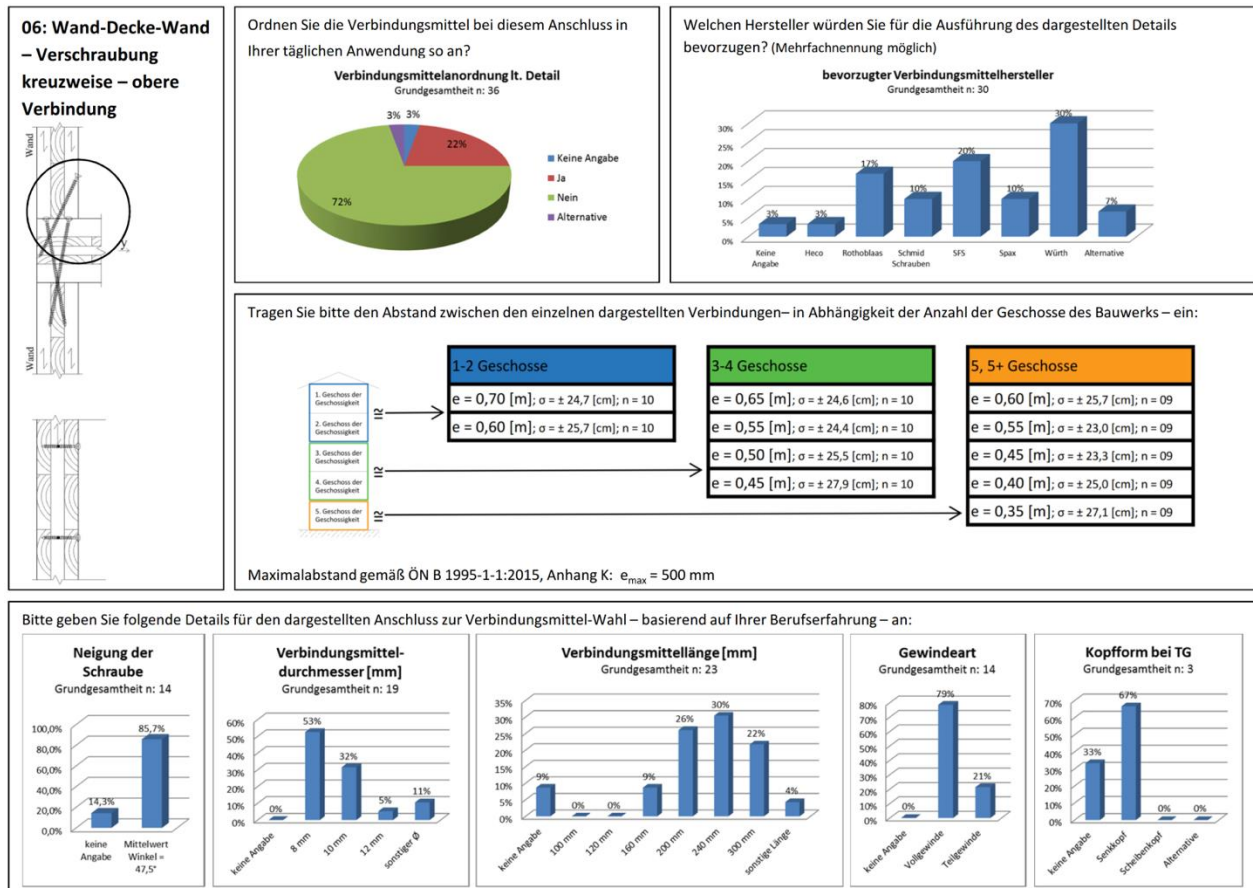 06: Wand-Decke-Wand
– Verschraubung
kreuzweise – obere
Verbindung
Wand
Wand
Ordnen Sie die Verbindungsmittel bei diesem Anschluss in
Ihrer täglichen Anwendung so an?
Verbindungsmittelanordnung lt. Detail
Grundgesamtheit n: 36
3%
3%
22%
72%
Keine Angabe
Ja
Nein
Alternative
Welchen Hersteller würden Sie für die Ausführung des dargestellten Details
bevorzugen? (Mehrfachnennung möglich)
bevorzugter Verbindungsmittelhersteller
Grundgesamtheit n: 30
30%
25%
20%
15%
10%
5%
0%
3%
3%
17%
10%
20%
10%
30%
7%
Keine
Angabe
Heco
Rothoblaas
Schmid
Schrauben
SFS
Spax
Würth
Alternative
Tragen Sie bitte den Abstand zwischen den einzelnen dargestellten Verbindungen– in Abhängigkeit der Anzahl der Geschosse des Bauwerks – ein:
1. Geschoss der
Geschossigkeit
2. Geschoss der
Geschossigkeit
3. Geschoss der
Geschossigkeit
4. Geschoss der
Geschossigkeit
5. Geschoss der
Geschossigkeit
1-2 Geschosse
e = 0,70 [m]; σ = ± 24,7 [cm]; n = 10
e = 0,60 [m]; σ = ± 25,7 [cm]; n = 10
3-4 Geschosse
e = 0,65 [m]; σ = ± 24,6 [cm]; n = 10
e = 0,55 [m]; σ = ± 24,4 [cm]; n = 10
e = 0,50 [m]; σ = ± 25,5 [cm]; n = 10
e = 0,45 [m]; σ = ± 27,9 [cm]; n = 10
5, 5+ Geschosse
e = 0,60 [m]; σ = ± 25,7 [cm]; n = 09
e = 0,55 [m]; σ = ± 23,0 [cm]; n = 09
e = 0,45 [m]; σ = ± 23,3 [cm]; n = 09
e = 0,40 [m]; σ = ± 25,0 [cm]; n = 09
e = 0,35 [m]; σ = ± 27,1 [cm]; n = 09
Maximalabstand gemäß ÖN B 1995-1-1:2015, Anhang K: emax = 500 mm
Bitte geben Sie folgende Details für den dargestellten Anschluss zur Verbindungsmittel-Wahl – basierend auf Ihrer Berufserfahrung – an:
Neigung der
Schraube
Grundgesamtheit n: 14
100,0%
80,0%
60,0%
40,0%
20,0%
0,0%
14,3%
85,7%
keine
Angabe
Mittelwert
Winkel =
47,5°
Verbindungsmittel-
durchmesser [mm]
Grundgesamtheit n: 19
60%
50%
40%
30%
20%
10%
0%
0%
53%
32%
5%
11%
keine Angabe
8 mm
10 mm
12 mm
sonstiger Ø
Verbindungsmittellänge [mm]
Grundgesamtheit n: 23
35%
30%
25%
20%
15%
10%
5%
0%
9%
0%
0%
9%
26%
30%
22%
4%
keine Angabe
100 mm
120 mm
160 mm
200 mm
240 mm
300 mm
sonstige Länge
Gewindeart
Grundgesamtheit n: 14
80%
70%
60%
50%
40%
30%
20%
10%
0%
0%
79%
21%
keine Angabe
Vollgewinde
Teilgewinde
Kopfform bei TG
Grundgesamtheit n: 3
70%
60%
50%
40%
30%
20%
10%
0%
33%
67%
0%
0%
keine Angabe
Senkkopf
Scheibenkopf
Alternative